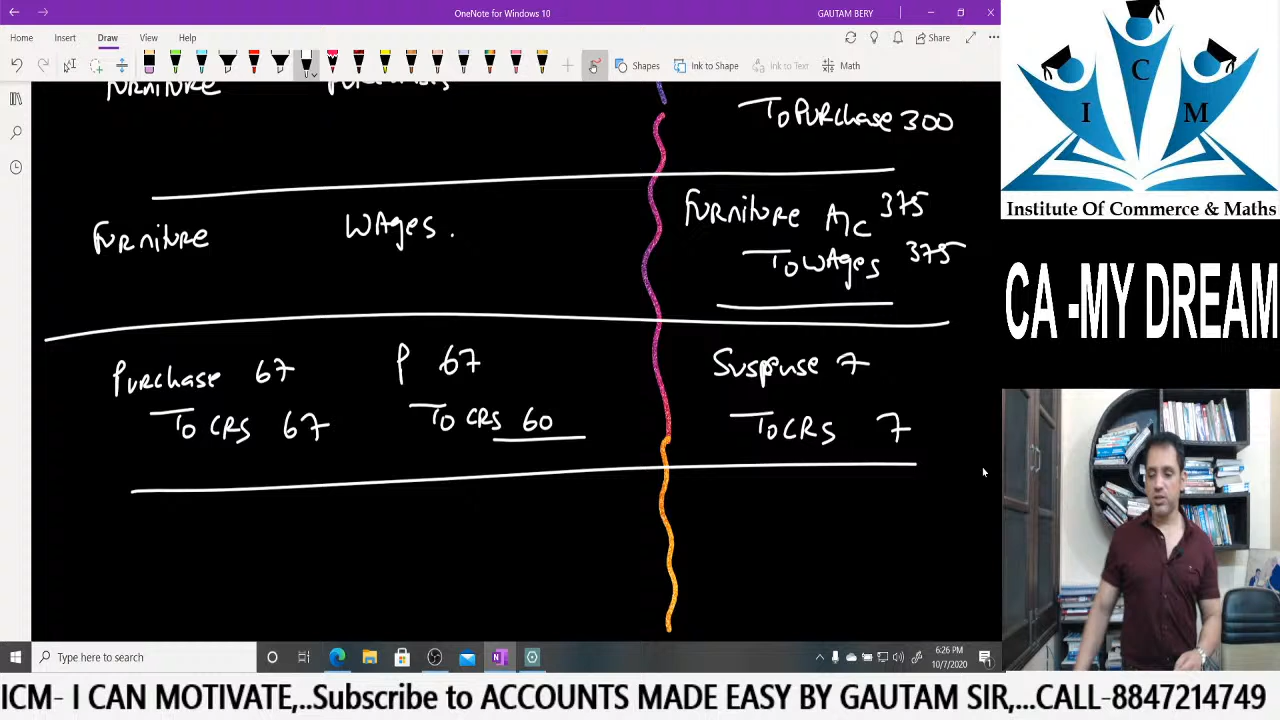 OneNote for Windows 10
GAUTAM BERY
Home Insert Draw View Help
Share
Shapes Ink to Shape Ink to Text Math
To Purchase 300
Furniture Wages.
Furniture A/C 375
To Wages 375
Purchase 67 P 67 Suspense 7
To CRS 67 To CRS 60 To CRS 7
I C M
Institute Of Commerce & Maths
CA -MY DREAM
Type here to search
6:26 PM
10/7/2020
ICM- I CAN MOTIVATE,..Subscribe to ACCOUNTS MADE EASY BY GAUTAM SIR,...CALL-8847214749